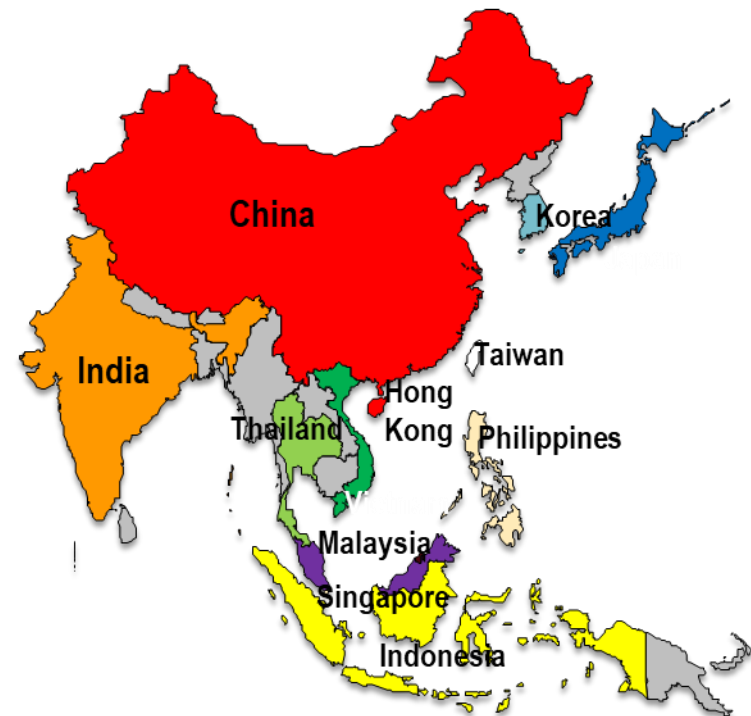 China
Korea
Taiwan
India
Hong
Kong
Thailand
Philippines
Malaysia
Singapore
Indonesia